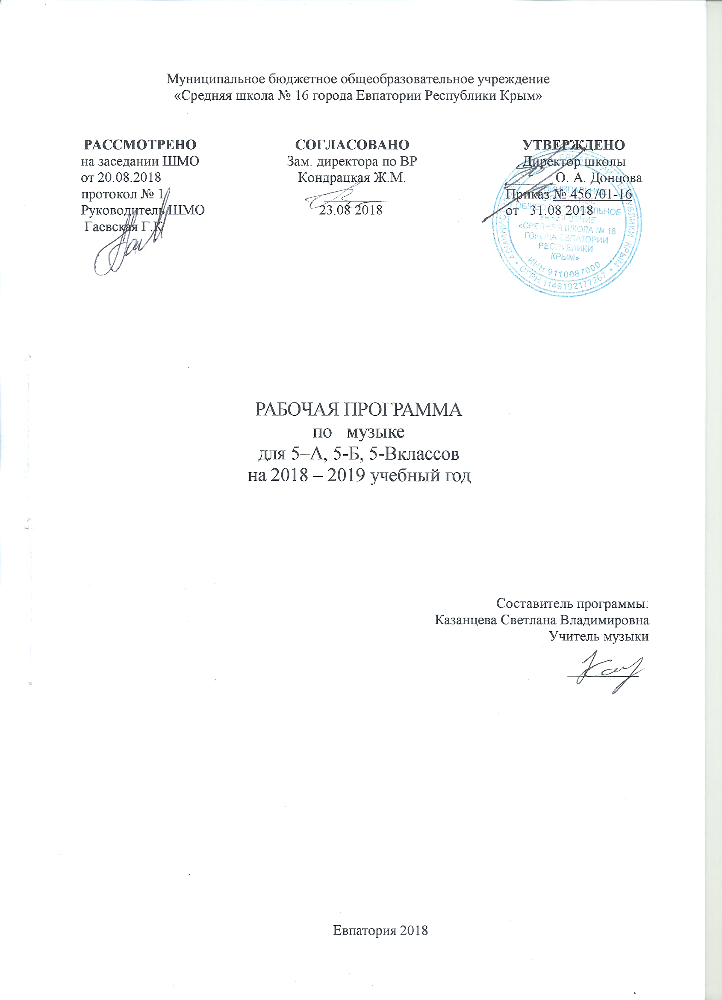 Муниципальное бюджетное общеобразовательное учреждение
«Средняя школа № 16 города Евпатории Республики Крым»
РАССМОТРЕНО
на заседании ШМО
от 20.08.2018
протокол № 1
Руководитель ШМО
Гаевская Г.К
СОГЛАСОВАНО
Зам. директора по ВР
Кондрацкая Ж.М.
23.08 2018
УТВЕРЖДЕНО
Директор школы
О. А. Донцова
Приказ № 456 /01-16
от 31.08 2018
МУНИЦИПАЛЬНОЕ
УЧРЕЖДЕНИЕ
«СРЕДНЯЯ ШКОЛА № 16
ГОРОДА ЕВПАТОРИИ
РЕСПУБЛИКИ
КРЫМ»
ИНН 9110087000
ОГРН 1149102177267
РАБОЧАЯ ПРОГРАММА
по музыке
для 5–А, 5-Б, 5-Вклассов
на 2018 – 2019 учебный год
Составитель программы:
Казанцева Светлана Владимировна
Учитель музыки
Евпатория 2018